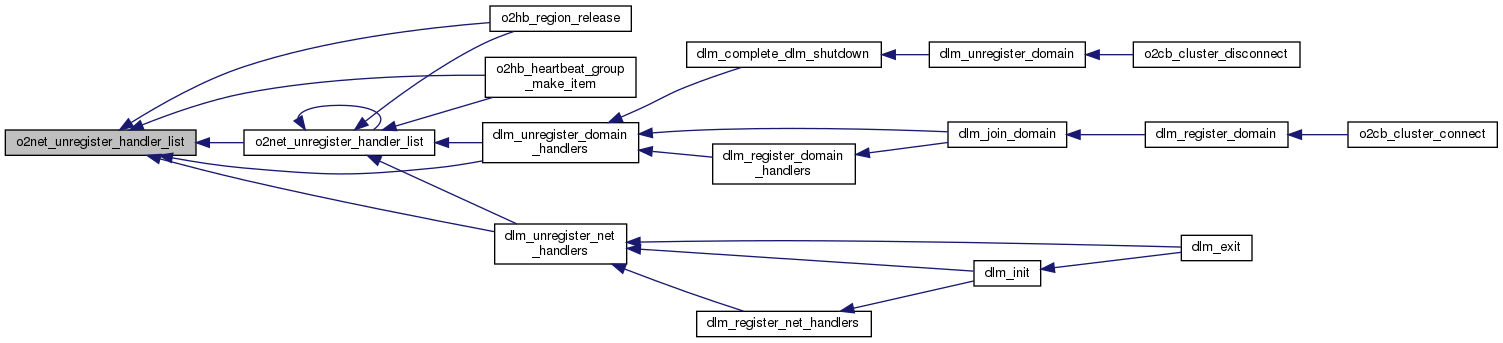 o2hb_region_release
dlm_complete_dlm_shutdown
dlm_unregister_domain
o2cb_cluster_disconnect
o2hb_heartbeat_group
_make_item
o2net_unregister_handler_list
o2net_unregister_handler_list
dlm_unregister_domain
_handlers
dlm_join_domain
dlm_register_domain
o2cb_cluster_connect
dlm_register_domain
_handlers
dlm_unregister_net
_handlers
dlm_exit
dlm_init
dlm_register_net_handlers